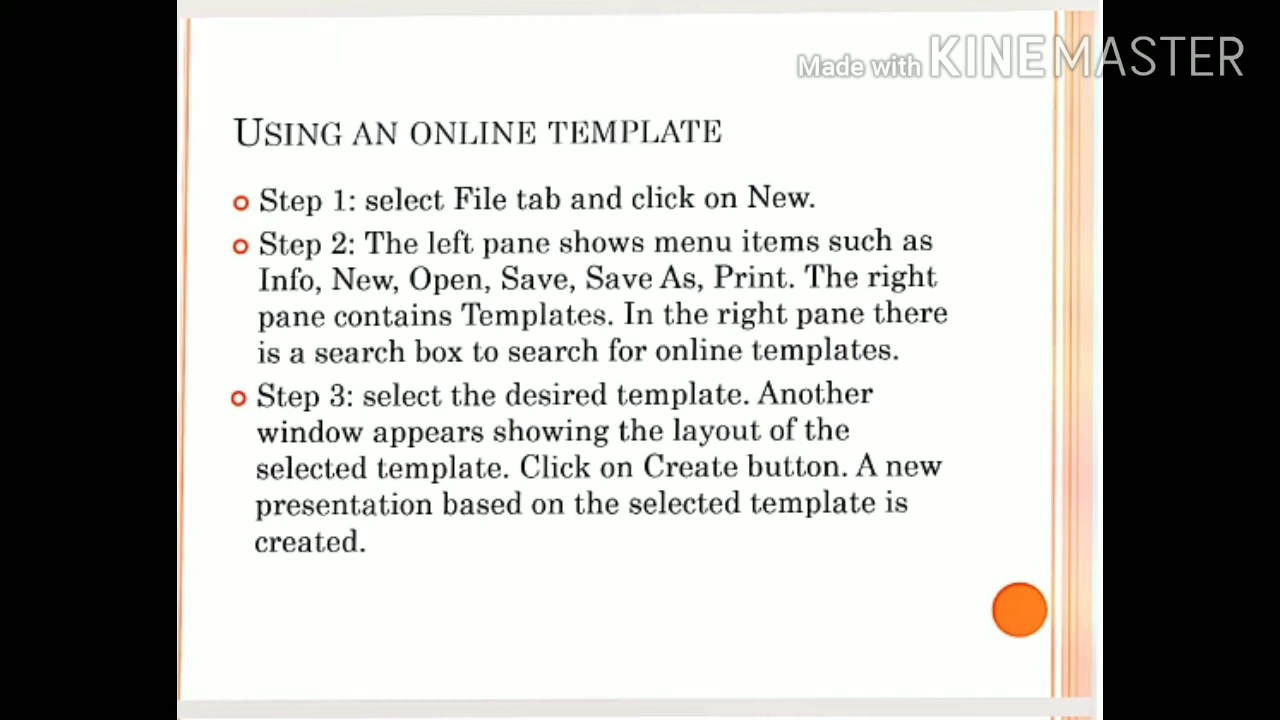 Made with KINEMASTER
USING AN ONLINE TEMPLATE
Step 1: select File tab and click on New.
Step 2: The left pane shows menu items such as
Info, New, Open, Save, Save As, Print. The right
pane contains Templates. In the right pane there
is a search box to search for online templates.
Step 3: select the desired template. Another
window appears showing the layout of the
selected template. Click on Create button. A new
presentation based on the selected template is
created.